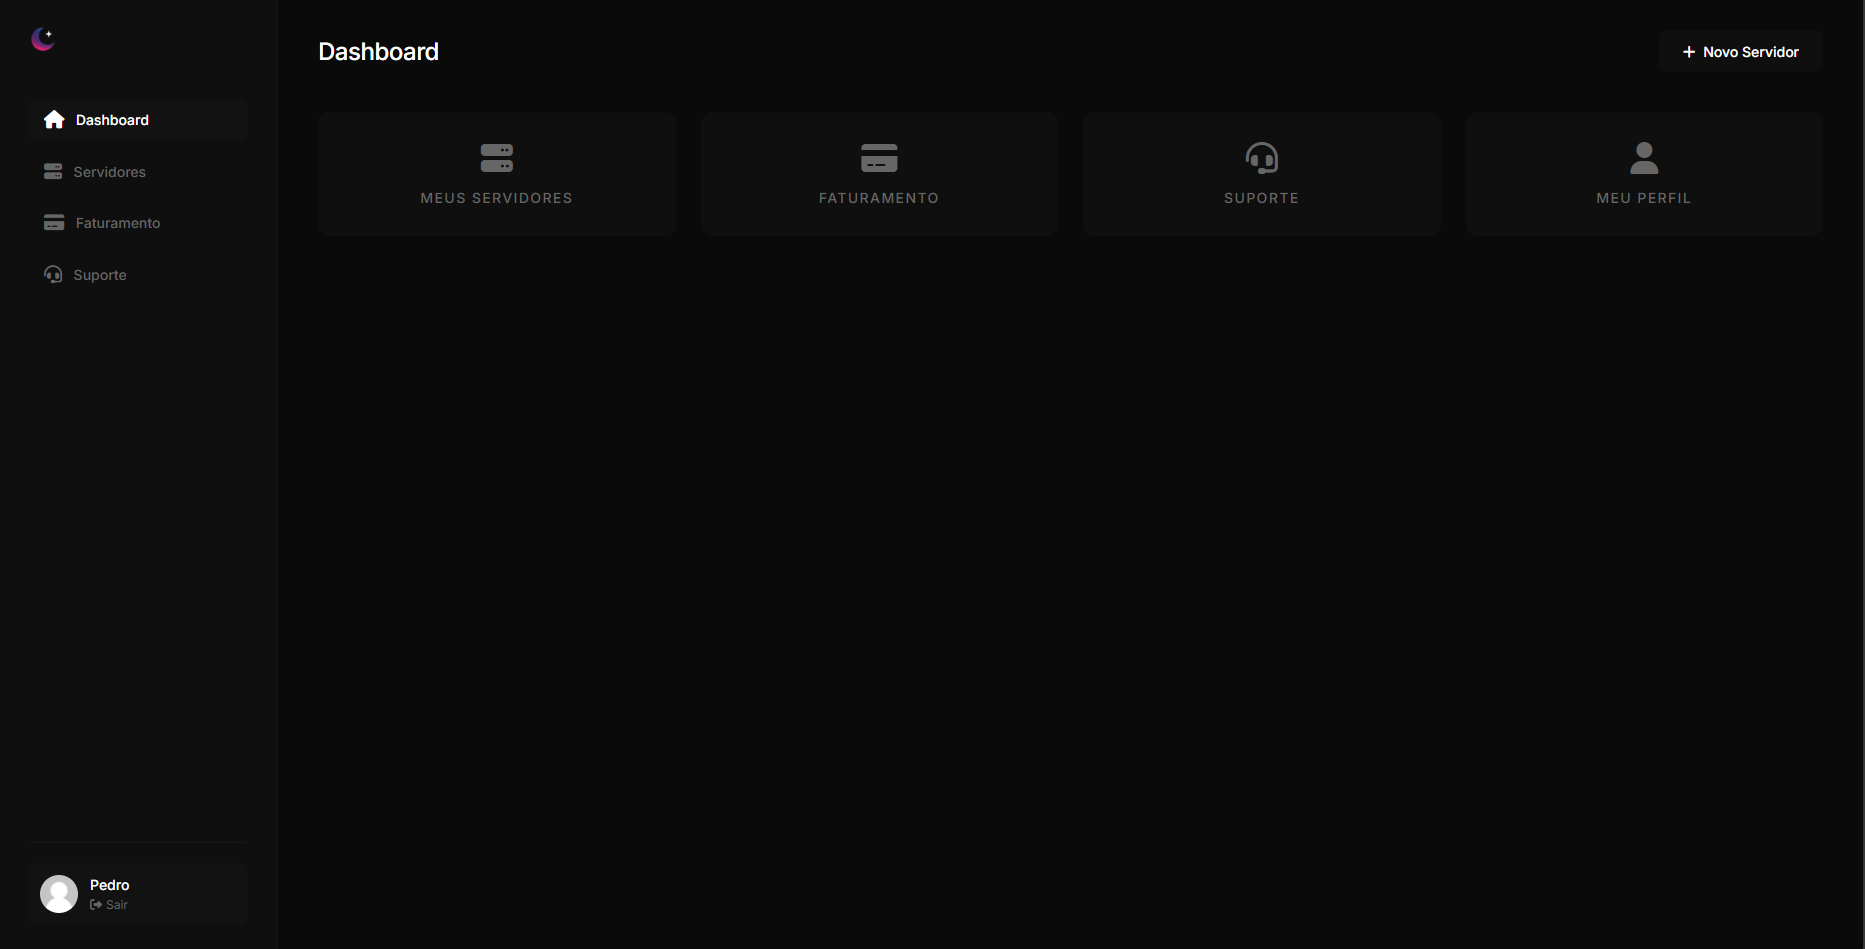 Dashboard
Servidores
Faturamento
Suporte
Pedro
Sair
Dashboard
Novo Servidor
MEUS SERVIDORES
FATURAMENTO
SUPORTE
MEU PERFIL